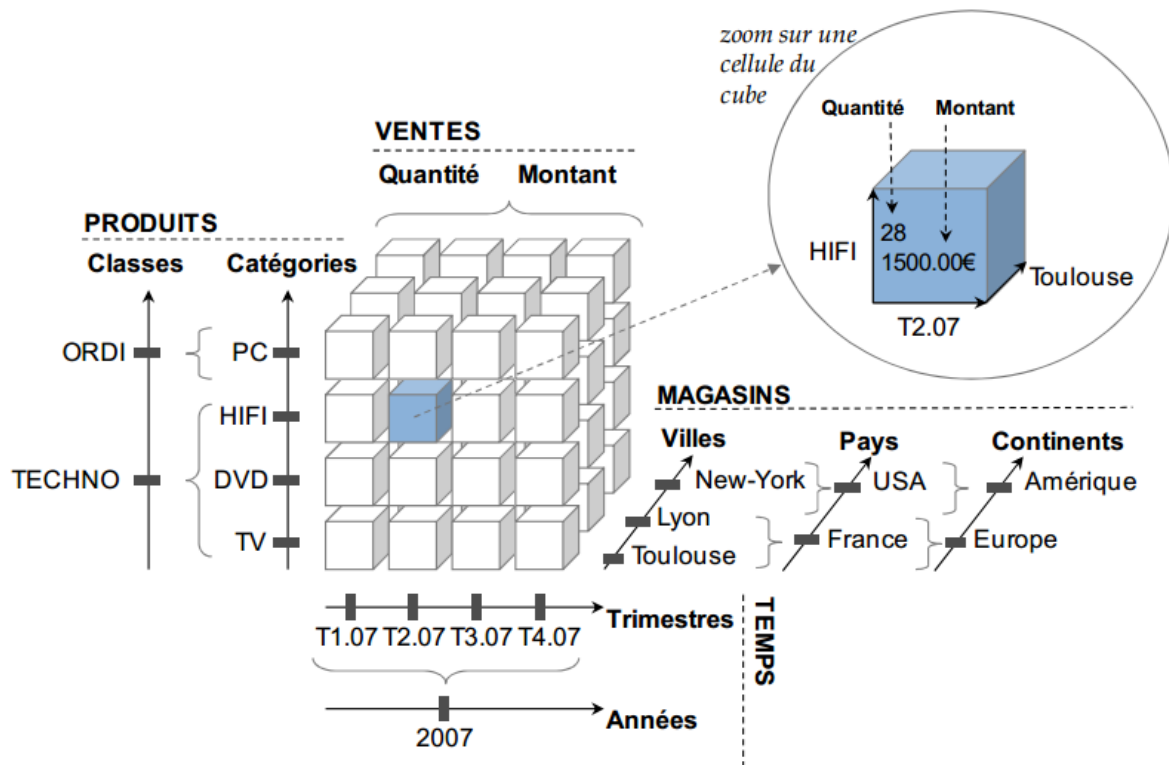 zoom sur une
cellule du
cube
Quantité Montant
28
1500.00€
HIFI
Toulouse
T2.07
VENTES
Quantité Montant
PRODUITS
Classes Catégories
ORDI PC
HIFI
TECHNO DVD
TV
MAGASINS
Villes Pays Continents
New-York USA Amérique
Lyon
Toulouse France Europe
T1.07 T2.07 T3.07 T4.07 Trimestres
2007 Années
TEMPS